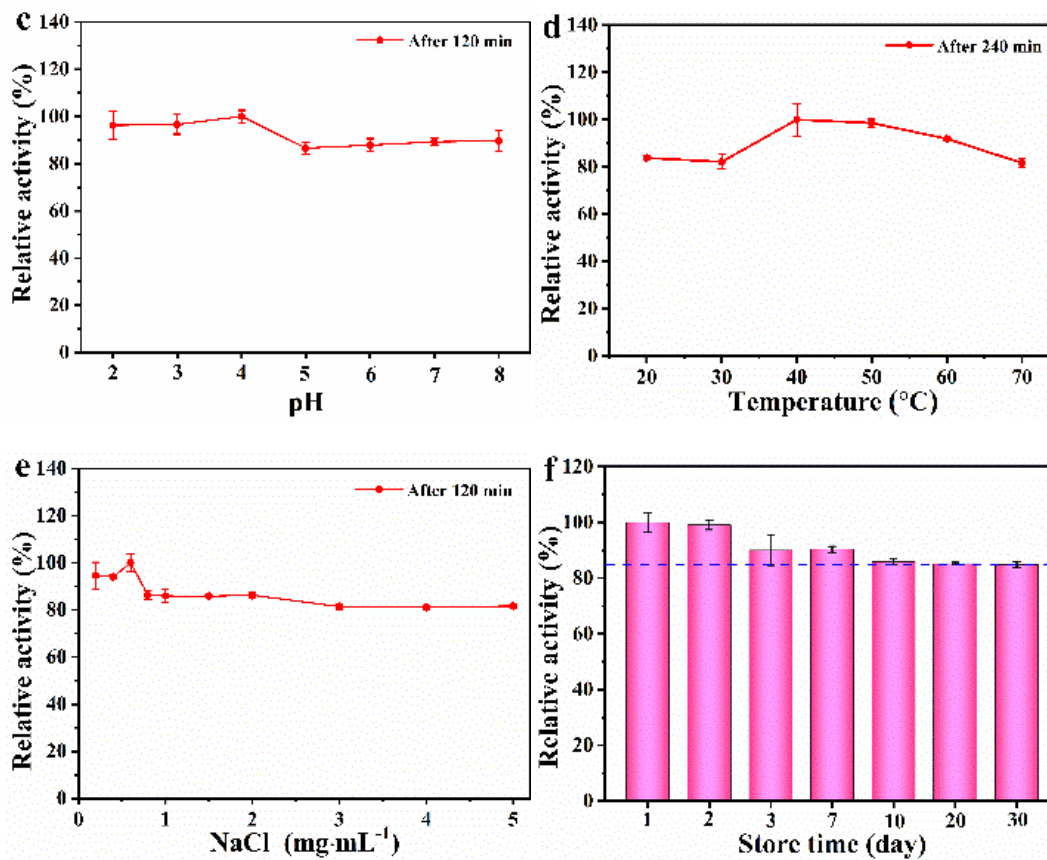 c
After 120 min
Relative activity (%)
140
120
100
80
60
40
20
0
2 3 4 5 6 7 8
pH
d
After 240 min
Relative activity (%)
140
120
100
80
60
40
20
0
20 30 40 50 60 70
Temperature (°C)
e
After 120 min
Relative activity (%)
140
120
100
80
60
40
20
0
0 1 2 3 4 5
NaCl (mg·mL⁻¹)
f
Relative activity (%)
120
100
80
60
40
20
0
1 2 3 7 10 20 30
Store time (day)